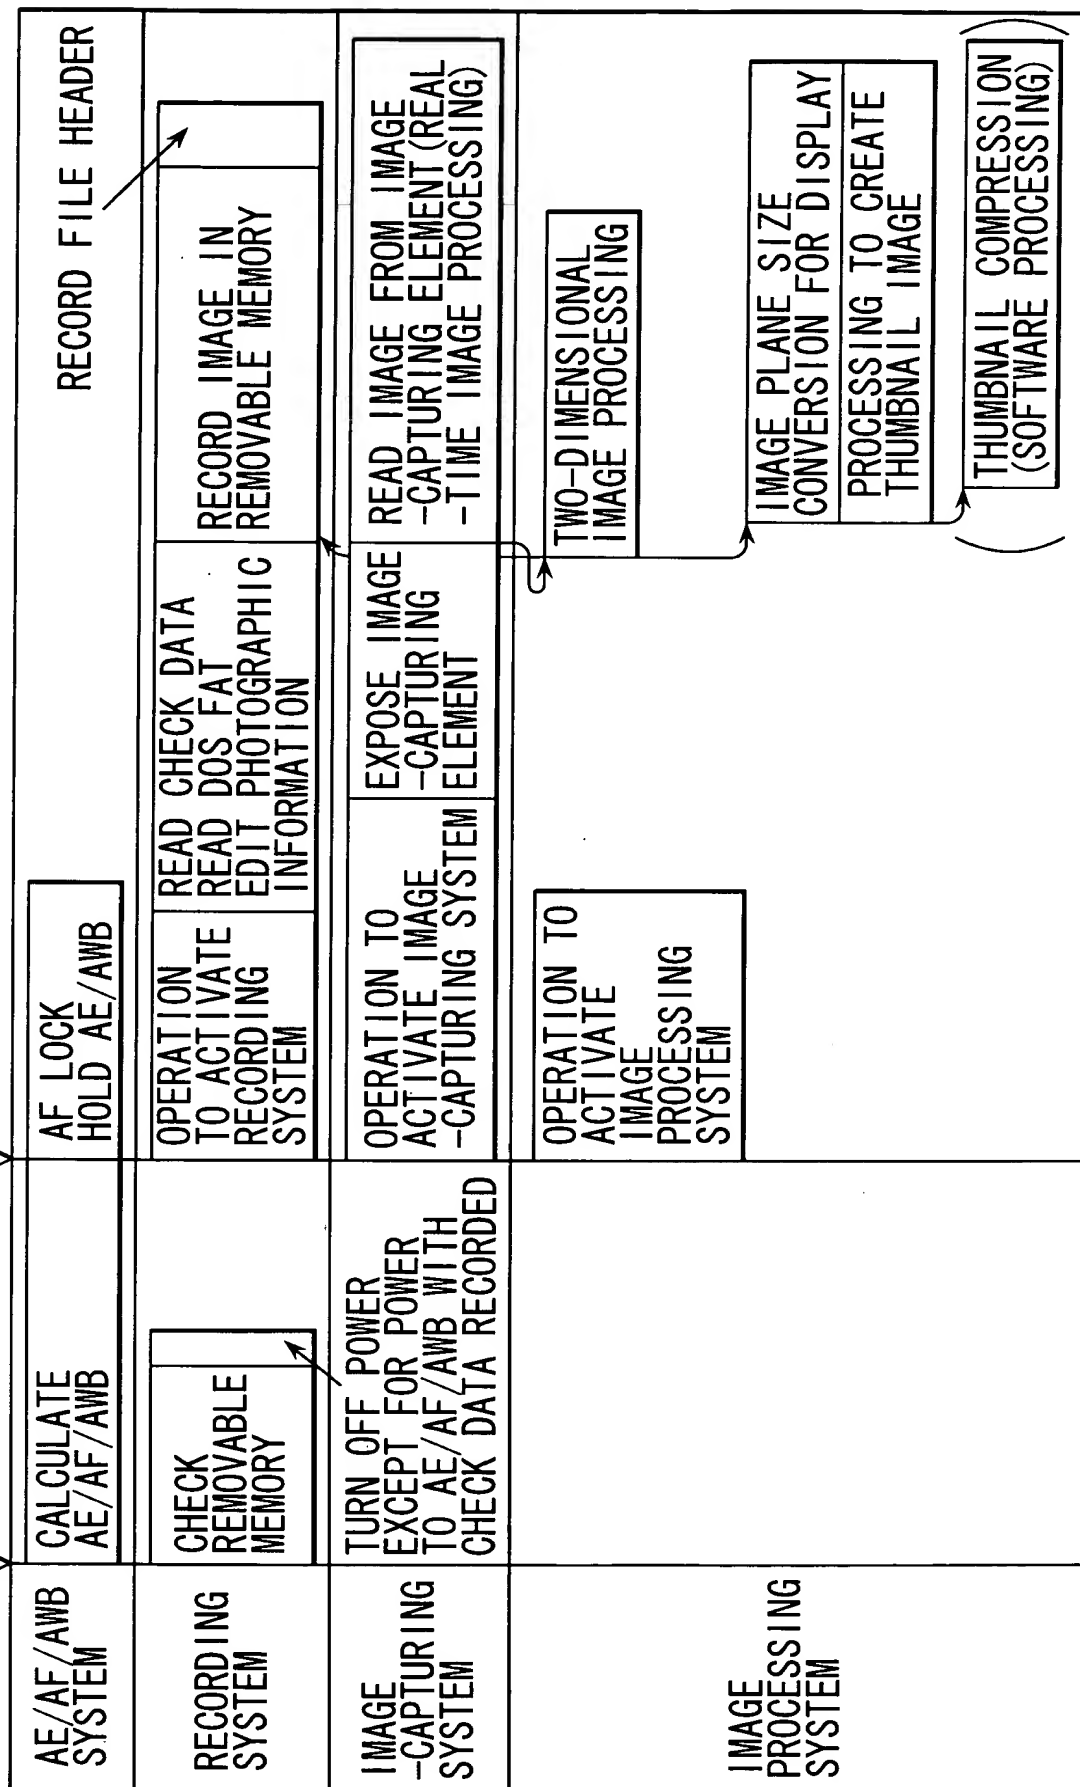 AE/AF/AWB
SYSTEM
CALCULATE
AE/AF/AWB
AF LOCK
HOLD AE/AWB
RECORD FILE HEADER
RECORDING
SYSTEM
CHECK
REMOVABLE
MEMORY
OPERATION
TO ACTIVATE
RECORDING
SYSTEM
READ CHECK DATA
READ DOS FAT
EDIT PHOTOGRAPHIC
INFORMATION
RECORD IMAGE IN
REMOVABLE MEMORY
IMAGE
-CAPTURING
SYSTEM
TURN OFF POWER
EXCEPT FOR POWER
TO AE/AF/AWB WITH
CHECK DATA RECORDED
OPERATION TO
ACTIVATE IMAGE
-CAPTURING SYSTEM
EXPOSE IMAGE
-CAPTURING
ELEMENT
READ IMAGE FROM IMAGE
-CAPTURING ELEMENT(REAL
-TIME IMAGE PROCESSING)
IMAGE
PROCESSING
SYSTEM
OPERATION TO
ACTIVATE
IMAGE
PROCESSING
SYSTEM
TWO-DIMENSIONAL
IMAGE PROCESSING
IMAGE PLANE SIZE
CONVERSION FOR DISPLAY
PROCESSING TO CREATE
THUMBNAIL IMAGE
(THUMBNAIL COMPRESSION
(SOFTWARE PROCESSING))